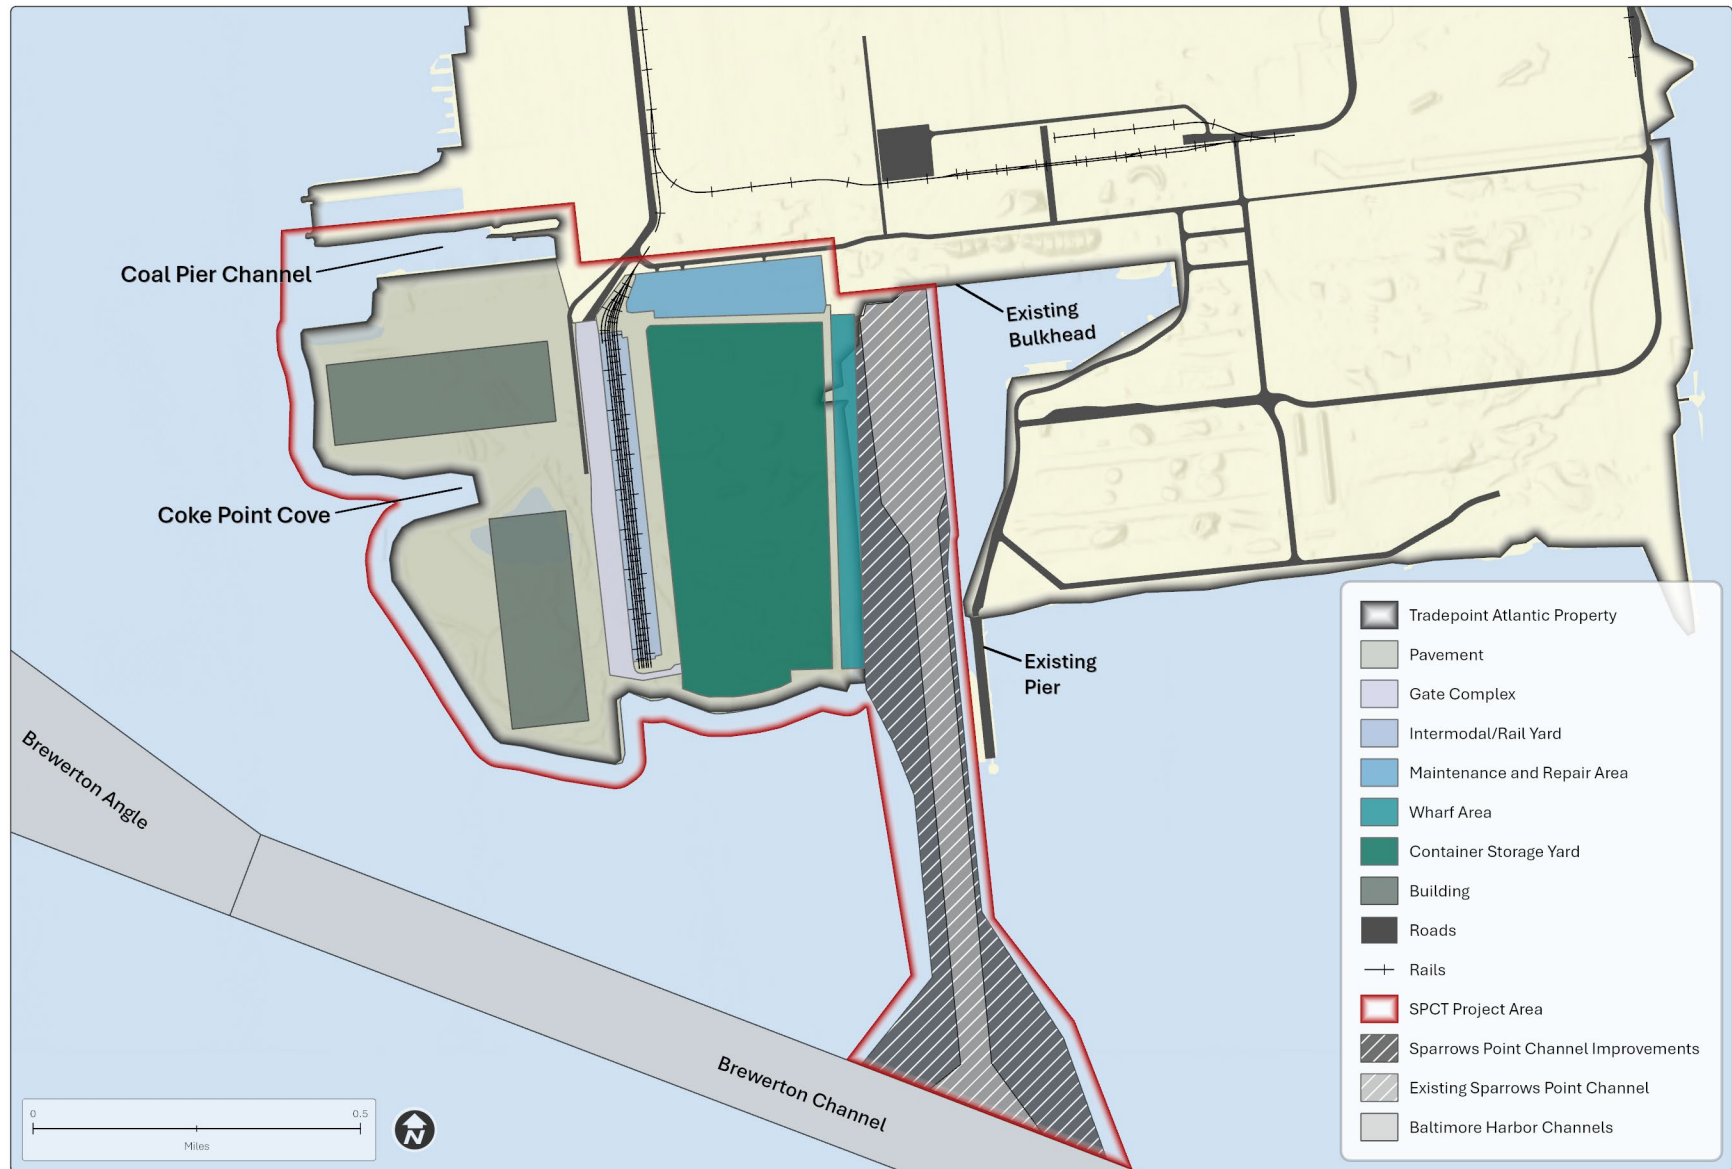 Coal Pier Channel
Existing
Bulkhead
Coke Point Cove
Existing
Pier
Brewerton Angle
Brewerton Channel
Tradepoint Atlantic Property
Pavement
Gate Complex
Intermodal/Rail Yard
Maintenance and Repair Area
Wharf Area
Container Storage Yard
Building
Roads
Rails
SPCT Project Area
Sparrows Point Channel Improvements
Existing Sparrows Point Channel
Baltimore Harbor Channels
0 0.5
Miles
N